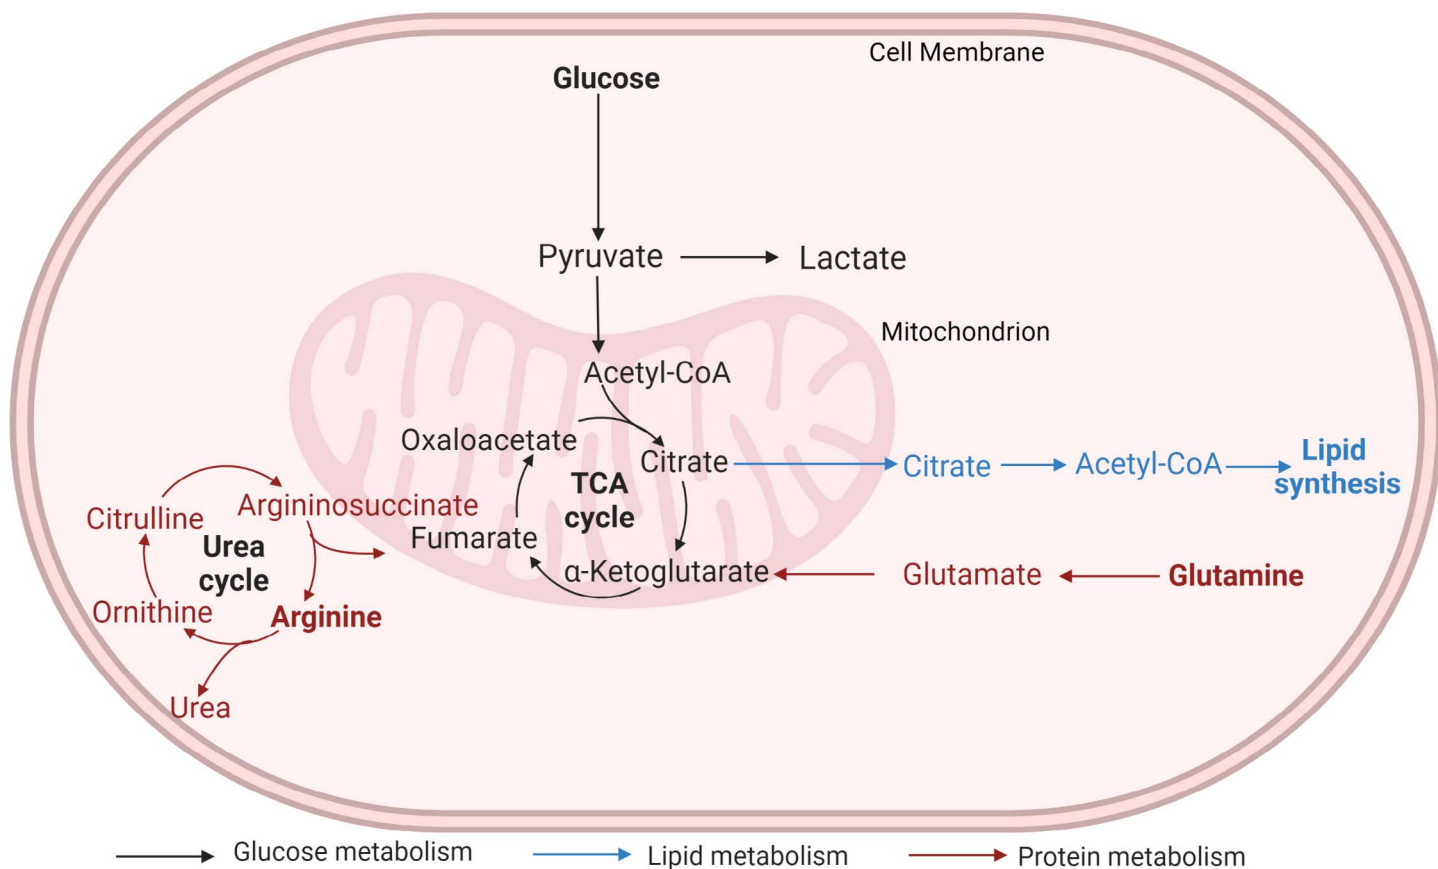 Cell Membrane
Glucose
Pyruvate
Lactate
Mitochondrion
Acetyl-CoA
Oxaloacetate
Citrate
Citrate
Acetyl-CoA
Lipid
synthesis
TCA
cycle
Argininosuccinate
Citrulline
Fumarate
Urea
cycle
α-Ketoglutarate
Glutamate
Glutamine
Ornithine
Arginine
Urea
Glucose metabolism
Lipid metabolism
Protein metabolism